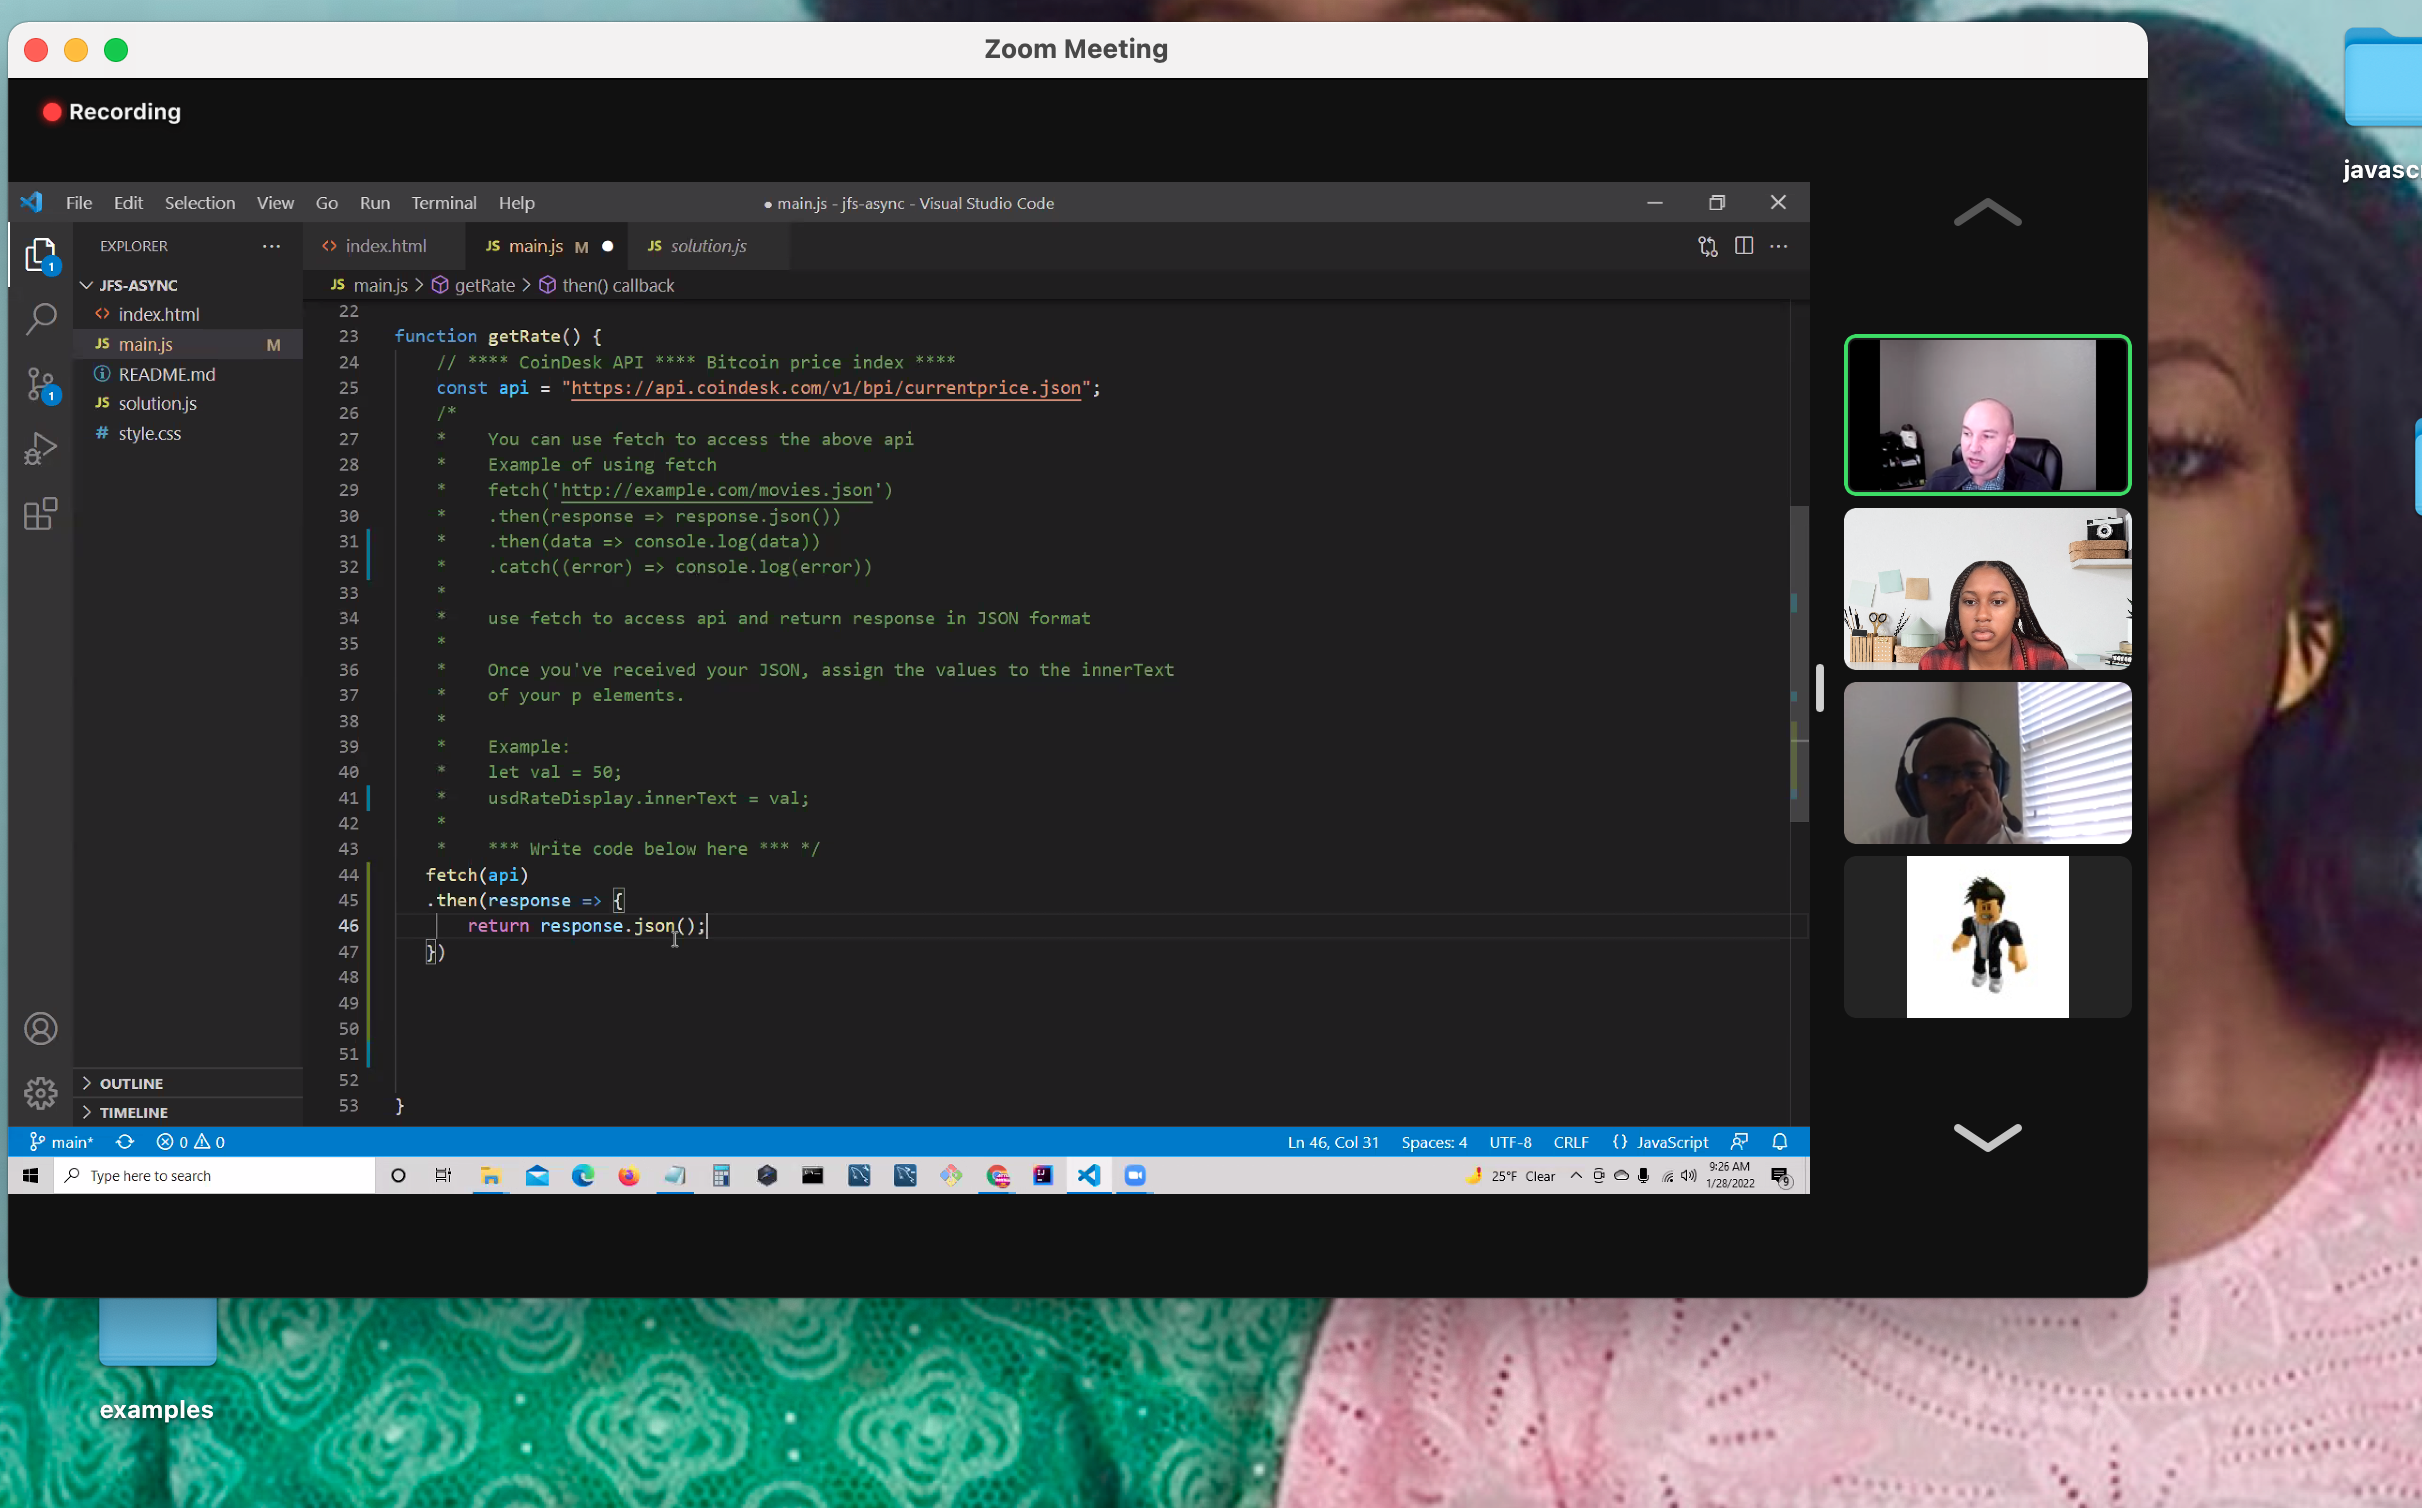 Zoom Meeting
Recording
javascr
File Edit Selection View Go Run Terminal Help
● main.js - jfs-async - Visual Studio Code
EXPLORER ···
<> index.html
JS main.js M ●
JS solution.js
JS main.js > getRate > then() callback
1
JFS-ASYNC
<> index.html
JS main.js M
README.md
JS solution.js
# style.css
1
OUTLINE
TIMELINE
22
23 function getRate() {
24 // **** CoinDesk API **** Bitcoin price index ****
25 const api = "https://api.coindesk.com/v1/bpi/currentprice.json";
26 /*
27 * You can use fetch to access the above api
28 * Example of using fetch
29 * fetch('http://example.com/movies.json')
30 * .then(response => response.json())
31 * .then(data => console.log(data))
32 * .catch((error) => console.log(error))
33 *
34 * use fetch to access api and return response in JSON format
35 *
36 * Once you've received your JSON, assign the values to the innerText
37 * of your p elements.
38 *
39 * Example:
40 * let val = 50;
41 * usdRateDisplay.innerText = val;
42 *
43 * *** Write code below here *** */
44 fetch(api)
45 .then(response => {
46 return response.json();
47 })
48
49
50
51
52
53 }
main* 0 0
Ln 46, Col 31 Spaces: 4 UTF-8 CRLF {} JavaScript
Type here to search
25°F Clear
9:26 AM
1/28/2022
9
examples